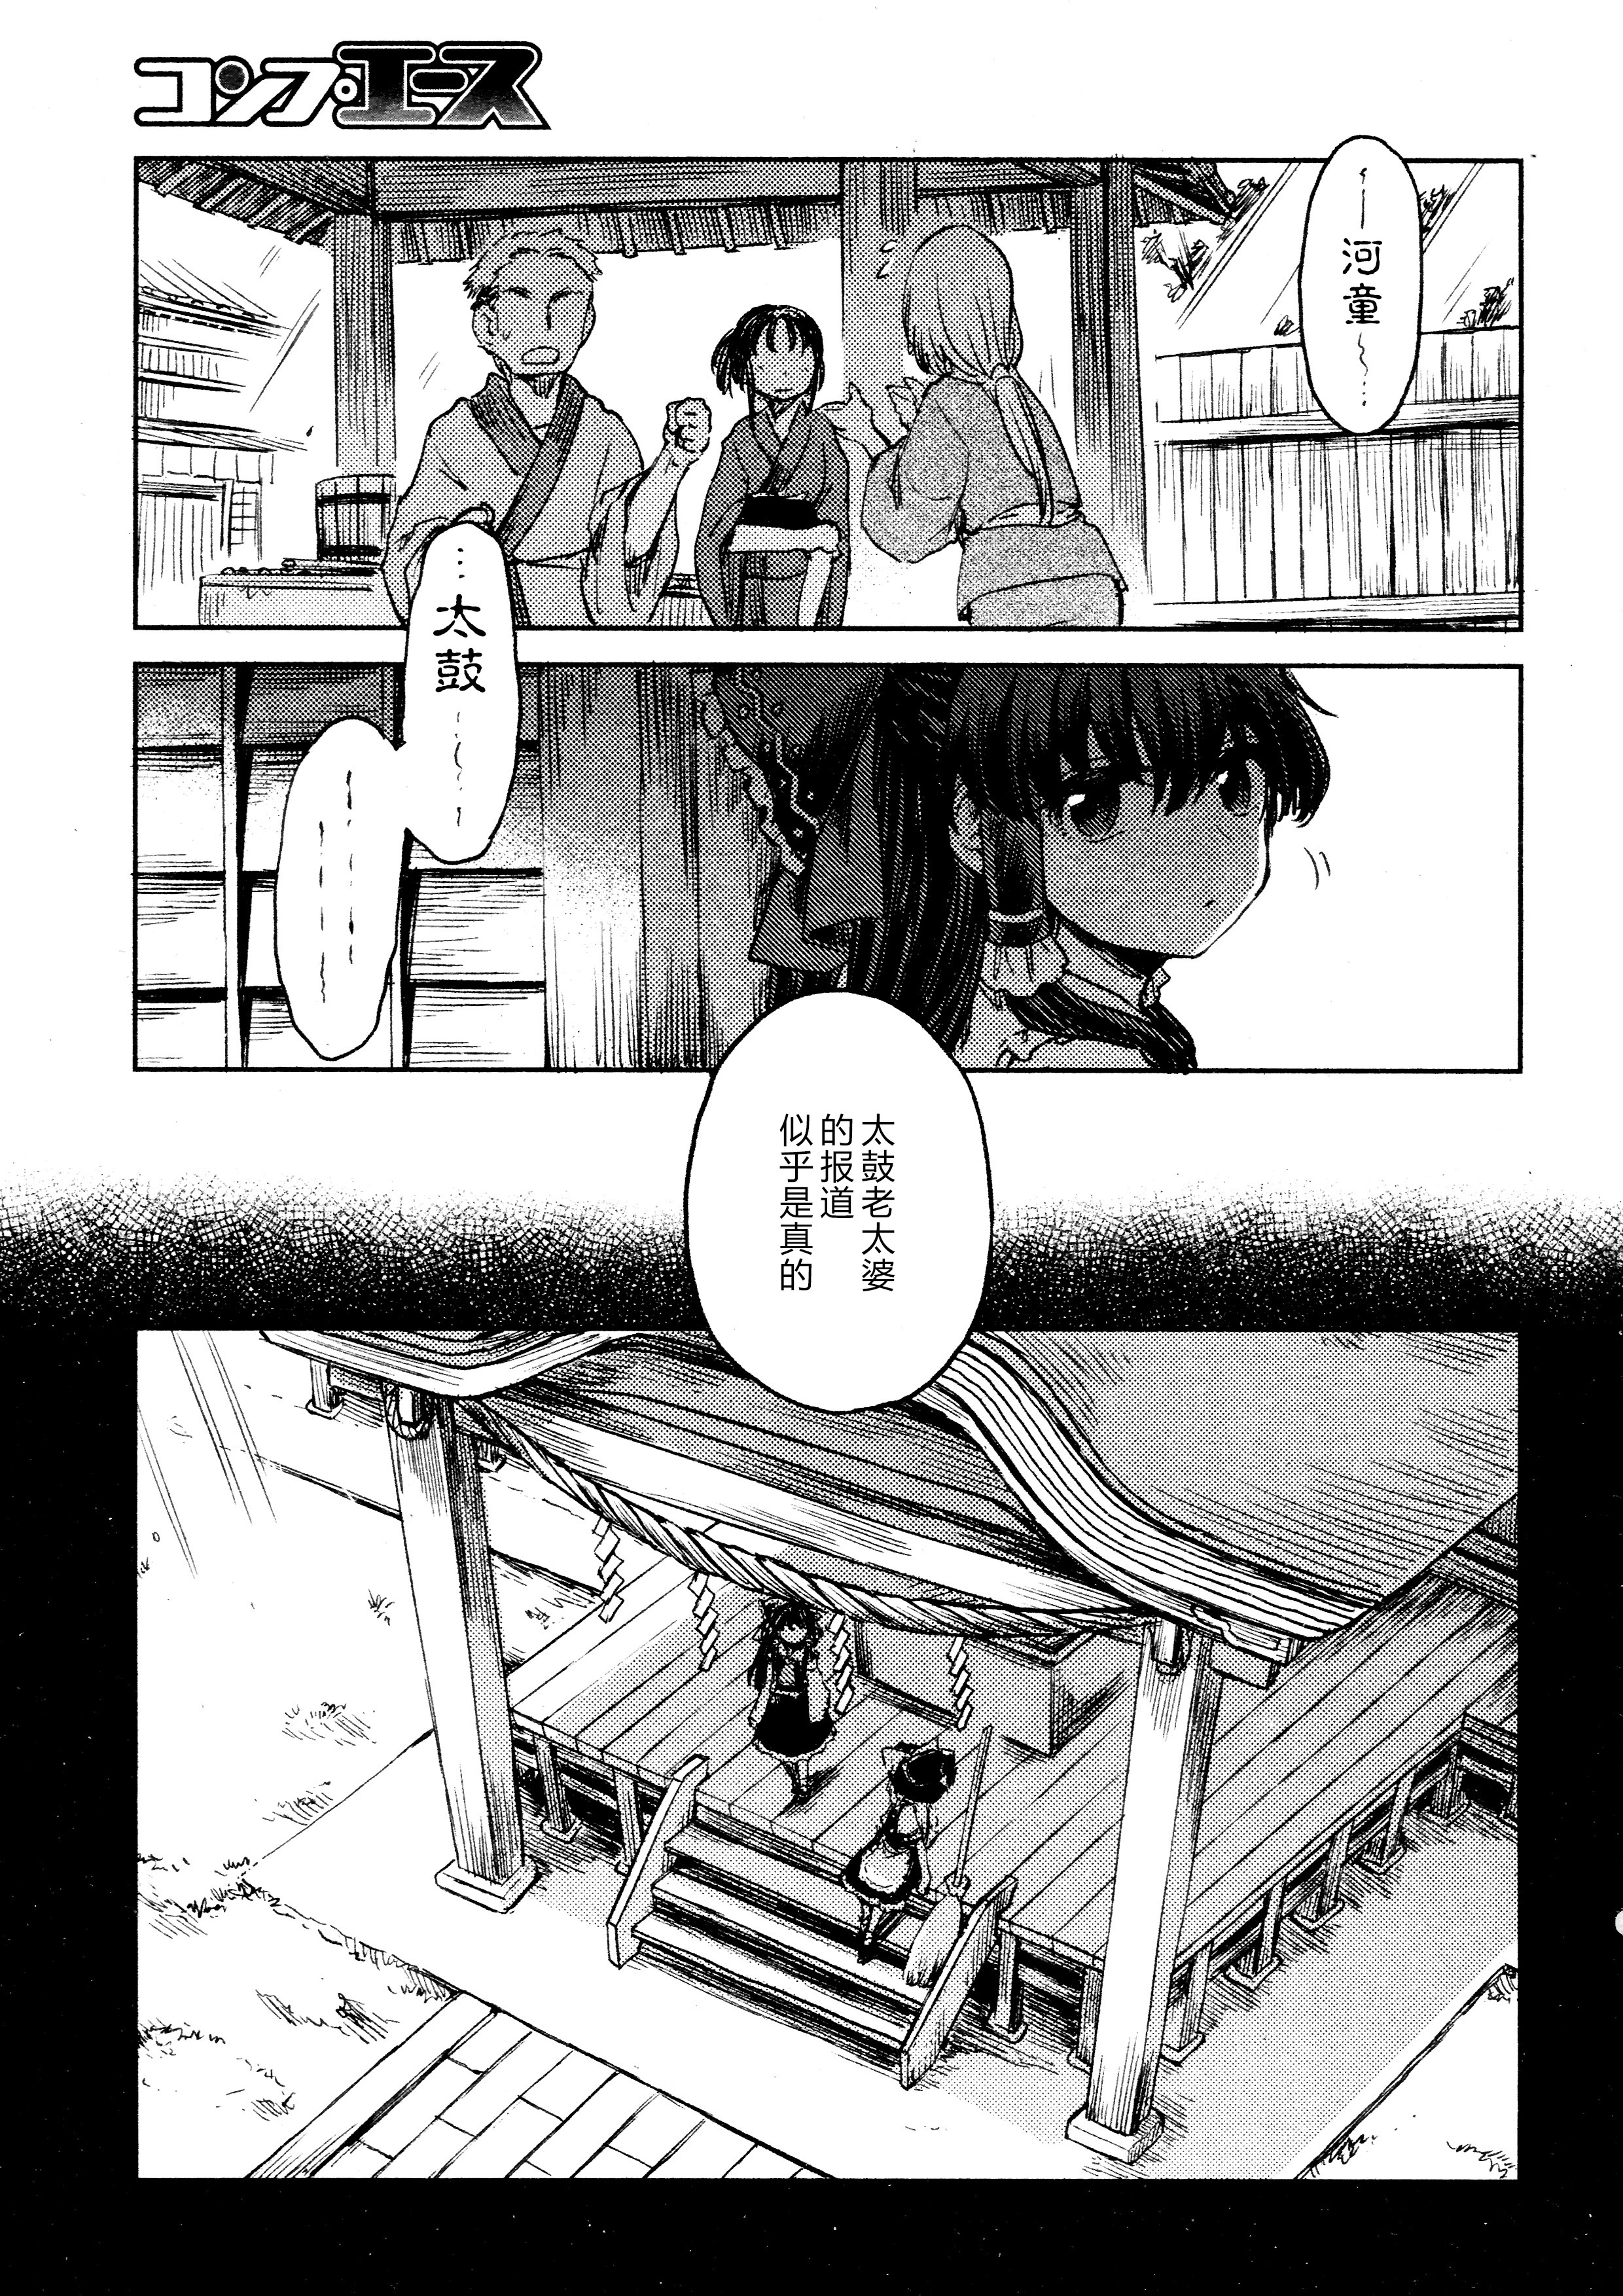 コンプ・エース
―河童～…
…太鼓～
太鼓老太婆
的报道
似乎是真的